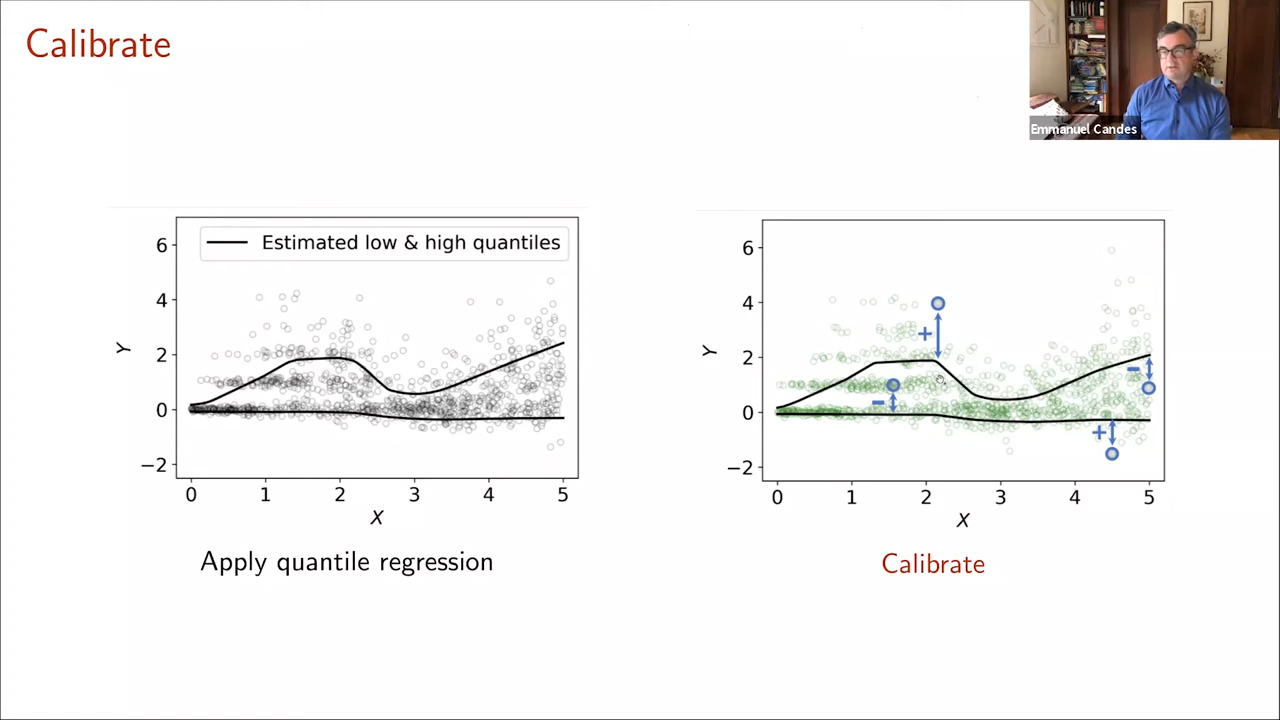 Calibrate
Emmanuel Candes
Estimated low & high quantiles
6
4
2
0
−2
Y
0 1 2 3 4 5
X
Apply quantile regression
6
4
2
0
−2
Y
+
−
−
+
0 1 2 3 4 5
X
Calibrate